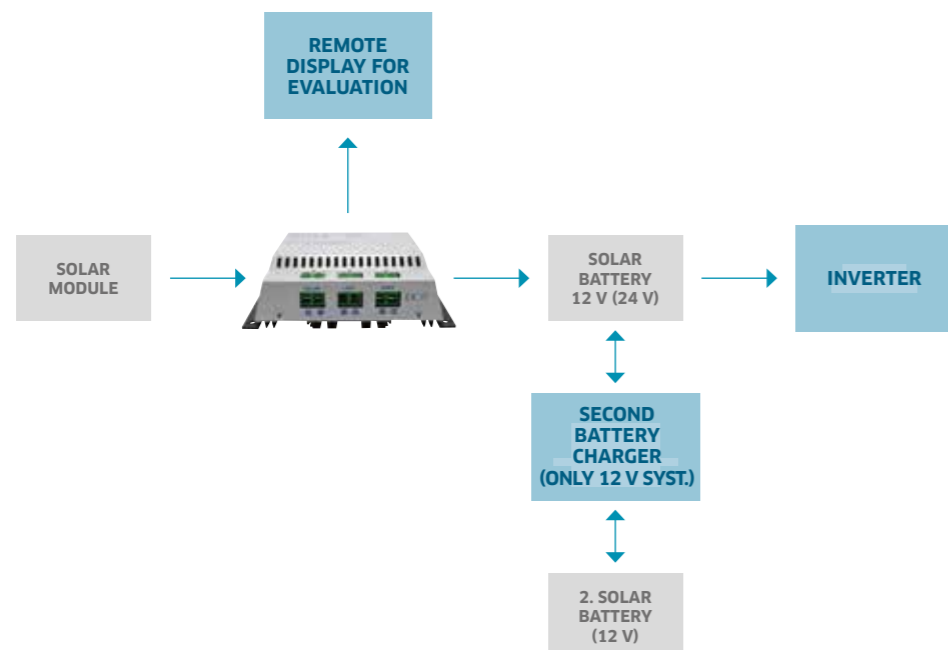 REMOTE
DISPLAY FOR
EVALUATION
SOLAR
MODULE
SOLAR
BATTERY
12 V (24 V)
INVERTER
SECOND
BATTERY
CHARGER
(ONLY 12 V SYST.)
2. SOLAR
BATTERY
(12 V)